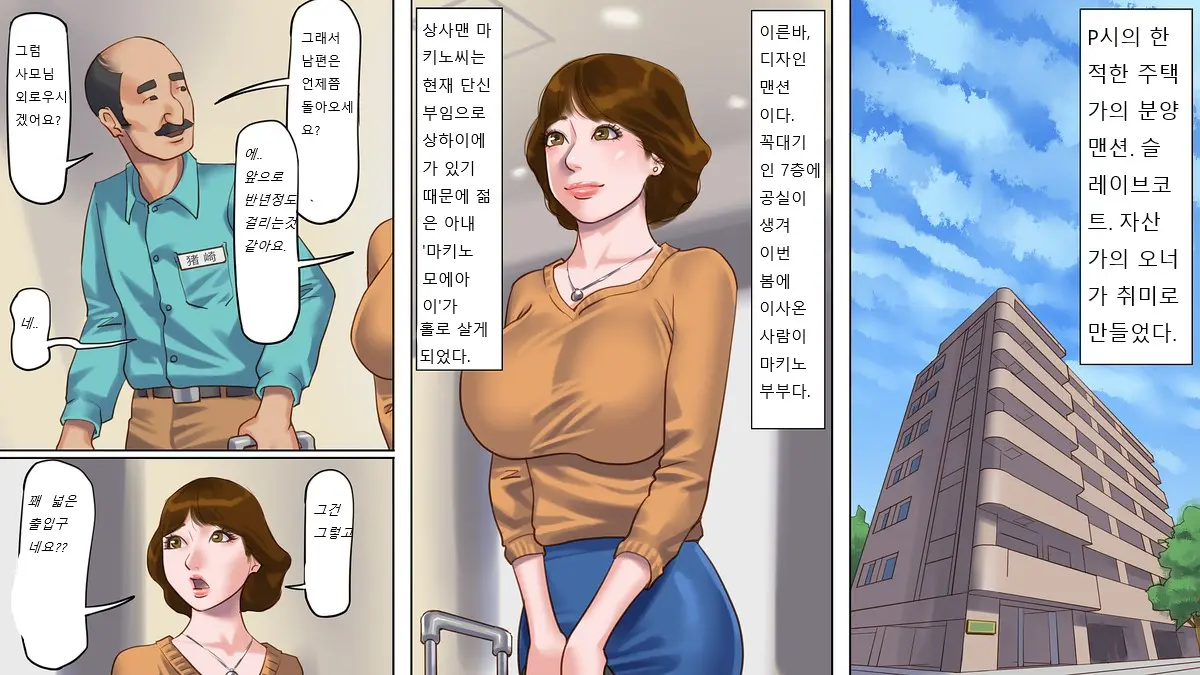 P시의 한
적한 주택
가의 분양
맨션. 슬
레이브코
트. 자산
가의 오너
가 취미로
만들었다.
이른바,
디자인
맨션
이다.
꼭대기
인 7층에
공실이
생겨
이번
봄에
이사온
사람이
마키노
부부다.
상사맨 마
키노씨는
현재 단신
부임으로
상하이에
가 있기
때문에 젊
은 아내
'마키노
모에아
이'가
홀로 살게
되었다.
그래서
남편은
언제쯤
돌아오세
요?
에..
앞으로
반년정도
걸리는것
같아요.
그럼
사모님
외로우시
겠어요?
네..
猪崎
그건
그렇고
꽤 넓은
출입구
네요??